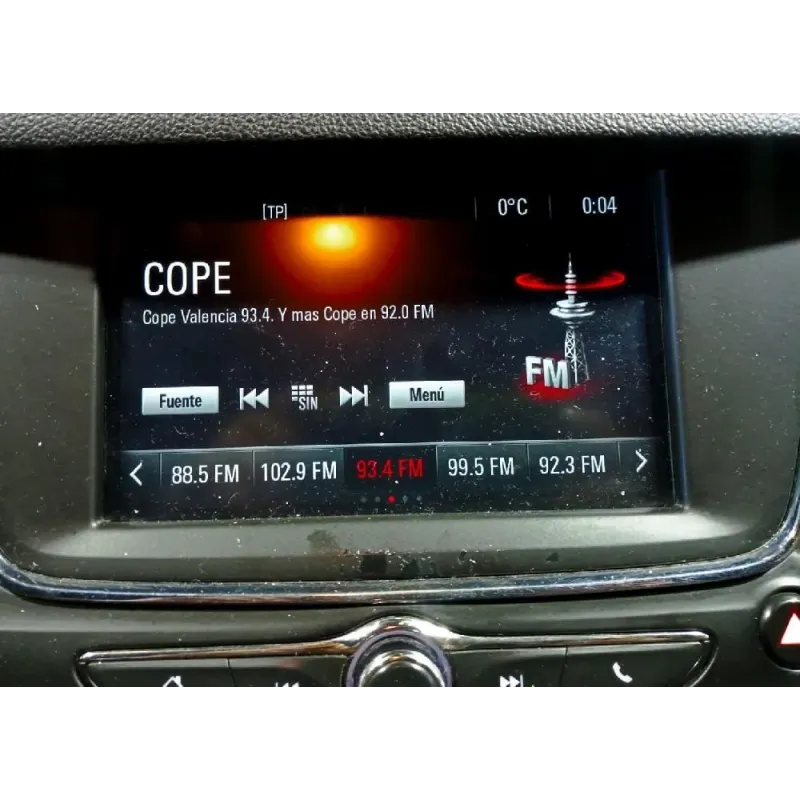 [TP] 0°C 0:04
COPE
Cope Valencia 93.4. Y mas Cope en 92.0 FM
FM
Fuente SIN Menú
88.5 FM 102.9 FM 93.4 FM 99.5 FM 92.3 FM